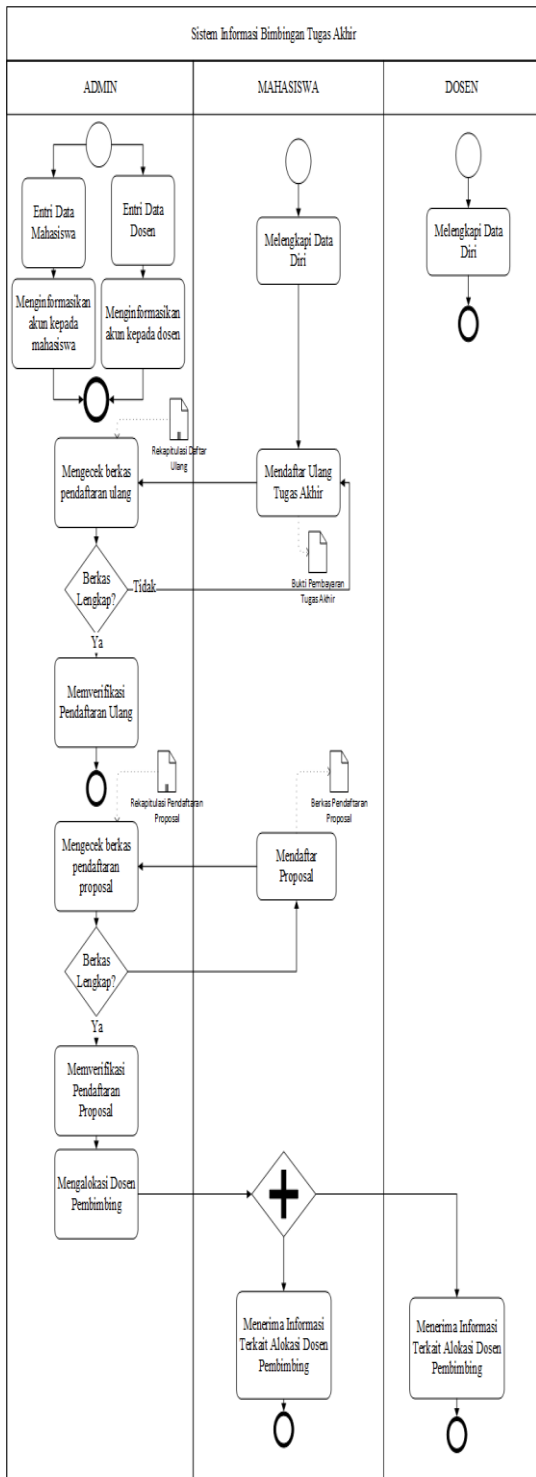 Sistem Informasi Bimbingan Tugas Akhir
ADMIN
MAHASISWA
DOSEN
Entri Data
Mahasiswa
Entri Data
Dosen
Melengkapi Data
Diri
Melengkapi Data
Diri
Menginformasikan
akun kepada
mahasiswa
Menginformasikan
akun kepada dosen
Rekapitulasi Daftar
Ulang
Mengecek berkas
pendaftaran ulang
Mendaftar Ulang
Tugas Akhir
Bukti Pembayaran
Tugas Akhir
Berkas
Lengkap?
Tidak
Ya
Memverifikasi
Pendaftaran Ulang
Rekapitulasi Pendaftaran
Proposal
Berkas Pendaftaran
Proposal
Mengecek berkas
pendaftaran
proposal
Mendaftar
Proposal
Berkas
Lengkap?
Ya
Memverifikasi
Pendaftaran
Proposal
Mengalokasi Dosen
Pembimbing
Menerima Informasi
Terkait Alokasi Dosen
Pembimbing
Menerima Informasi
Terkait Alokasi Dosen
Pembimbing